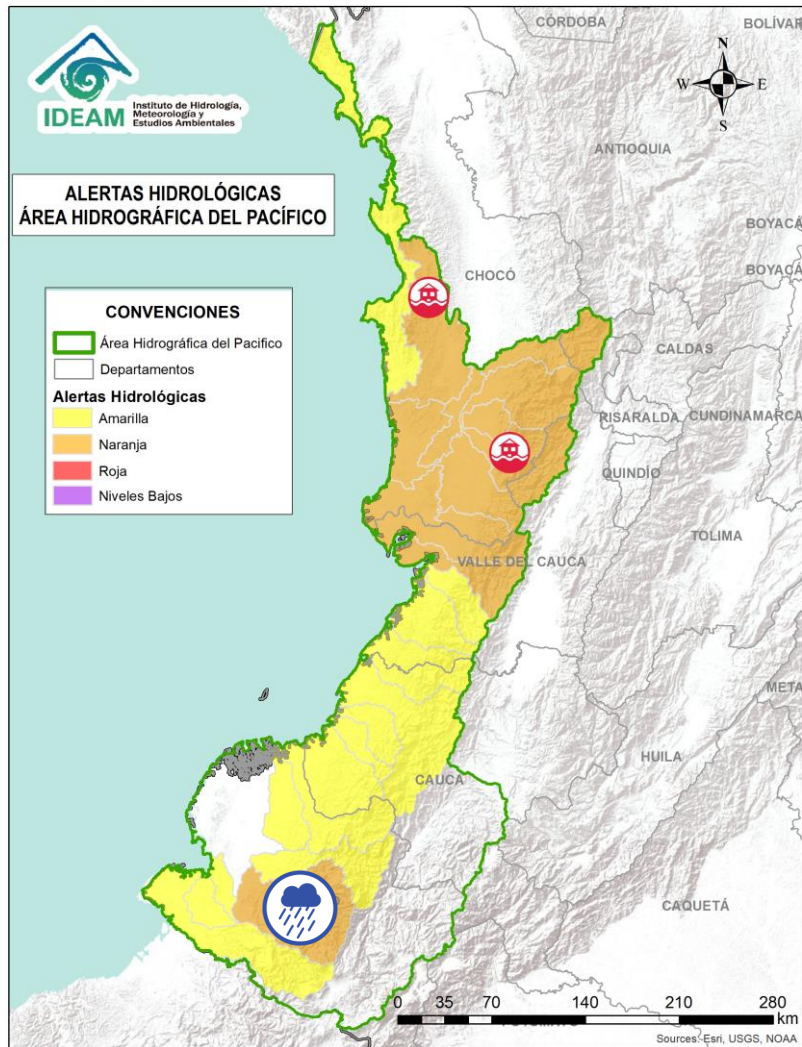 IDEAM
Instituto de Hidrología,
Meteorología y
Estudios Ambientales
ALERTAS HIDROLÓGICAS
ÁREA HIDROGRÁFICA DEL PACÍFICO
CONVENCIONES
Área Hidrográfica del Pacifico
Departamentos
Alertas Hidrológicas
Amarilla
Naranja
Roja
Niveles Bajos
N
W E
S
CÓRDOBA
BOLÍVAR
ANTIOQUIA
BOYACÁ
BOYACÁ
CHOCÓ
CALDAS
RISARALDA
CUNDINAMARCA
QUINDÍO
TOLIMA
VALLE DEL CAUCA
META
HUILA
CAUCA
CAQUETÁ
0 35 70 140 210 280
km
Sources: Esri, USGS, NOAA